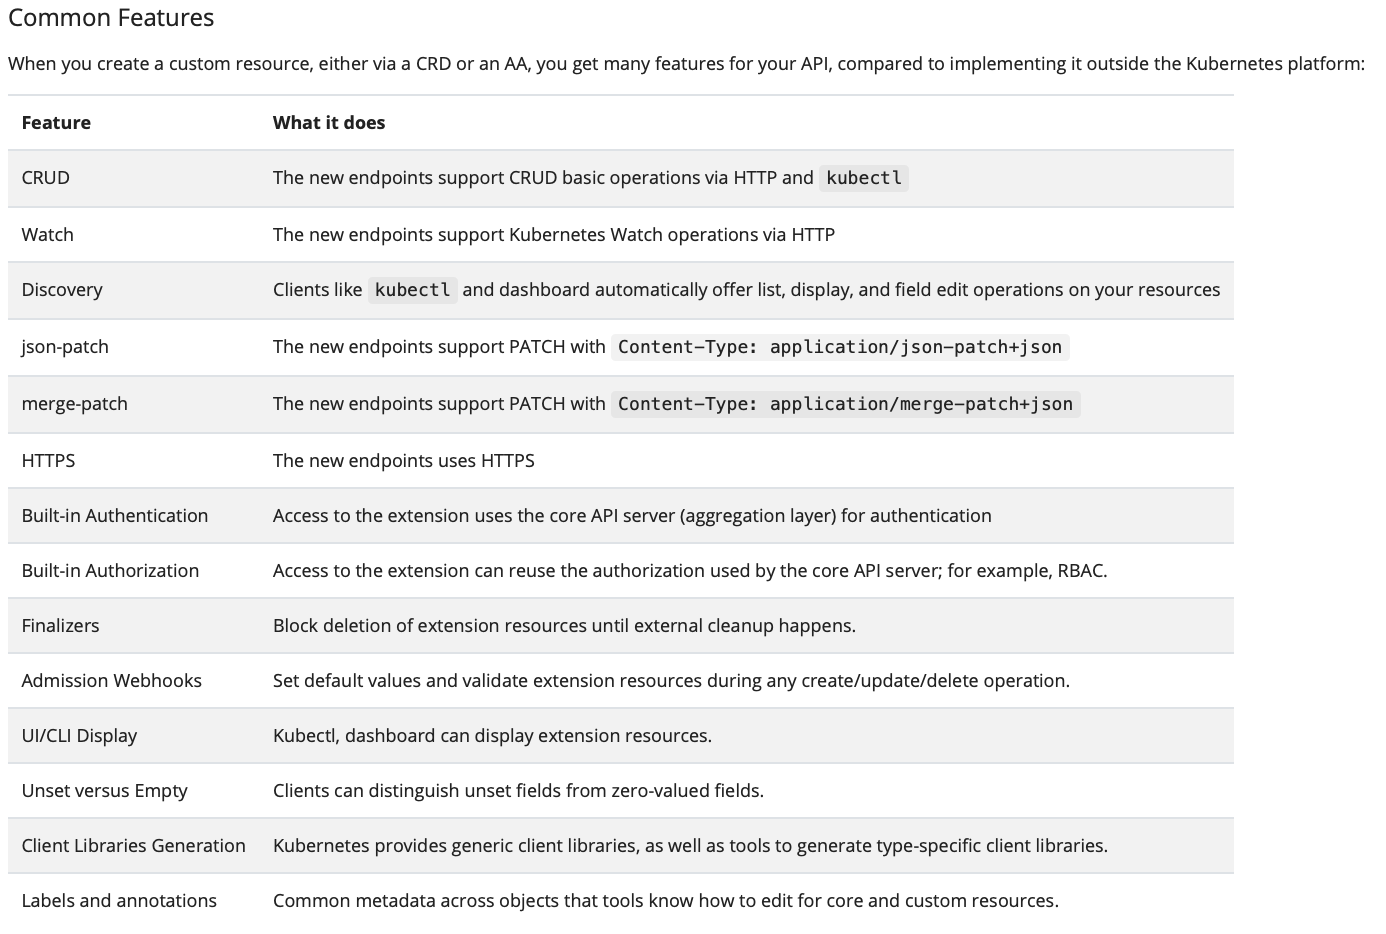 Common Features
When you create a custom resource, either via a CRD or an AA, you get many features for your API, compared to implementing it outside the Kubernetes platform:
Feature What it does
CRUD The new endpoints support CRUD basic operations via HTTP and kubectl
Watch The new endpoints support Kubernetes Watch operations via HTTP
Discovery Clients like kubectl and dashboard automatically offer list, display, and field edit operations on your resources
json-patch The new endpoints support PATCH with Content-Type: application/json-patch+json
merge-patch The new endpoints support PATCH with Content-Type: application/merge-patch+json
HTTPS The new endpoints uses HTTPS
Built-in Authentication Access to the extension uses the core API server (aggregation layer) for authentication
Built-in Authorization Access to the extension can reuse the authorization used by the core API server; for example, RBAC.
Finalizers Block deletion of extension resources until external cleanup happens.
Admission Webhooks Set default values and validate extension resources during any create/update/delete operation.
UI/CLI Display Kubectl, dashboard can display extension resources.
Unset versus Empty Clients can distinguish unset fields from zero-valued fields.
Client Libraries Generation Kubernetes provides generic client libraries, as well as tools to generate type-specific client libraries.
Labels and annotations Common metadata across objects that tools know how to edit for core and custom resources.